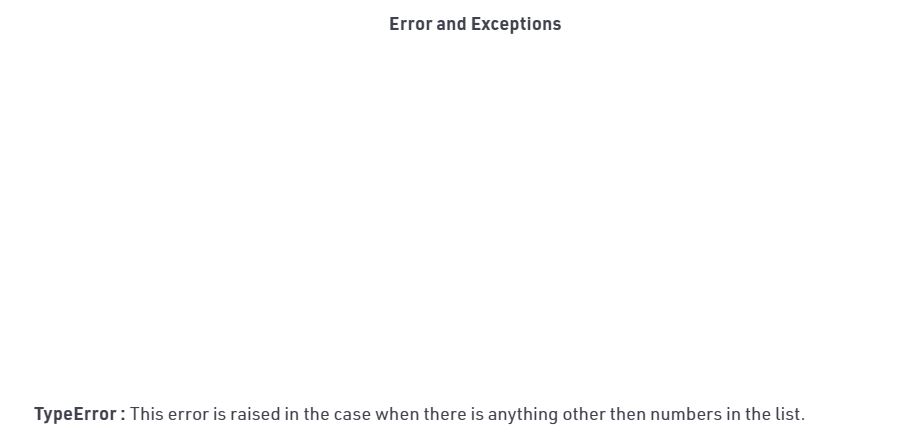 Error and Exceptions
TypeError : This error is raised in the case when there is anything other then numbers in the list.